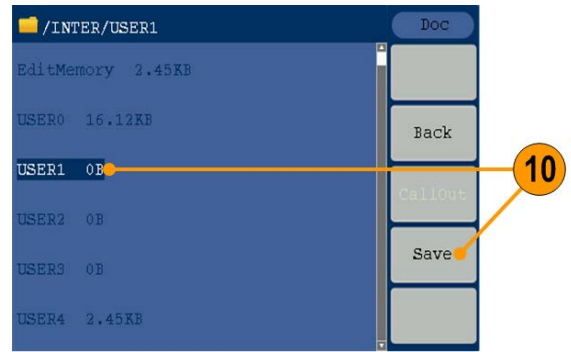 /INTER/USER1
Doc
EditMemory 2.45KB
USER0 16.12KB
Back
USER1 0B
10
CallOut
USER2 0B
Save
USER3 0B
USER4 2.45KB